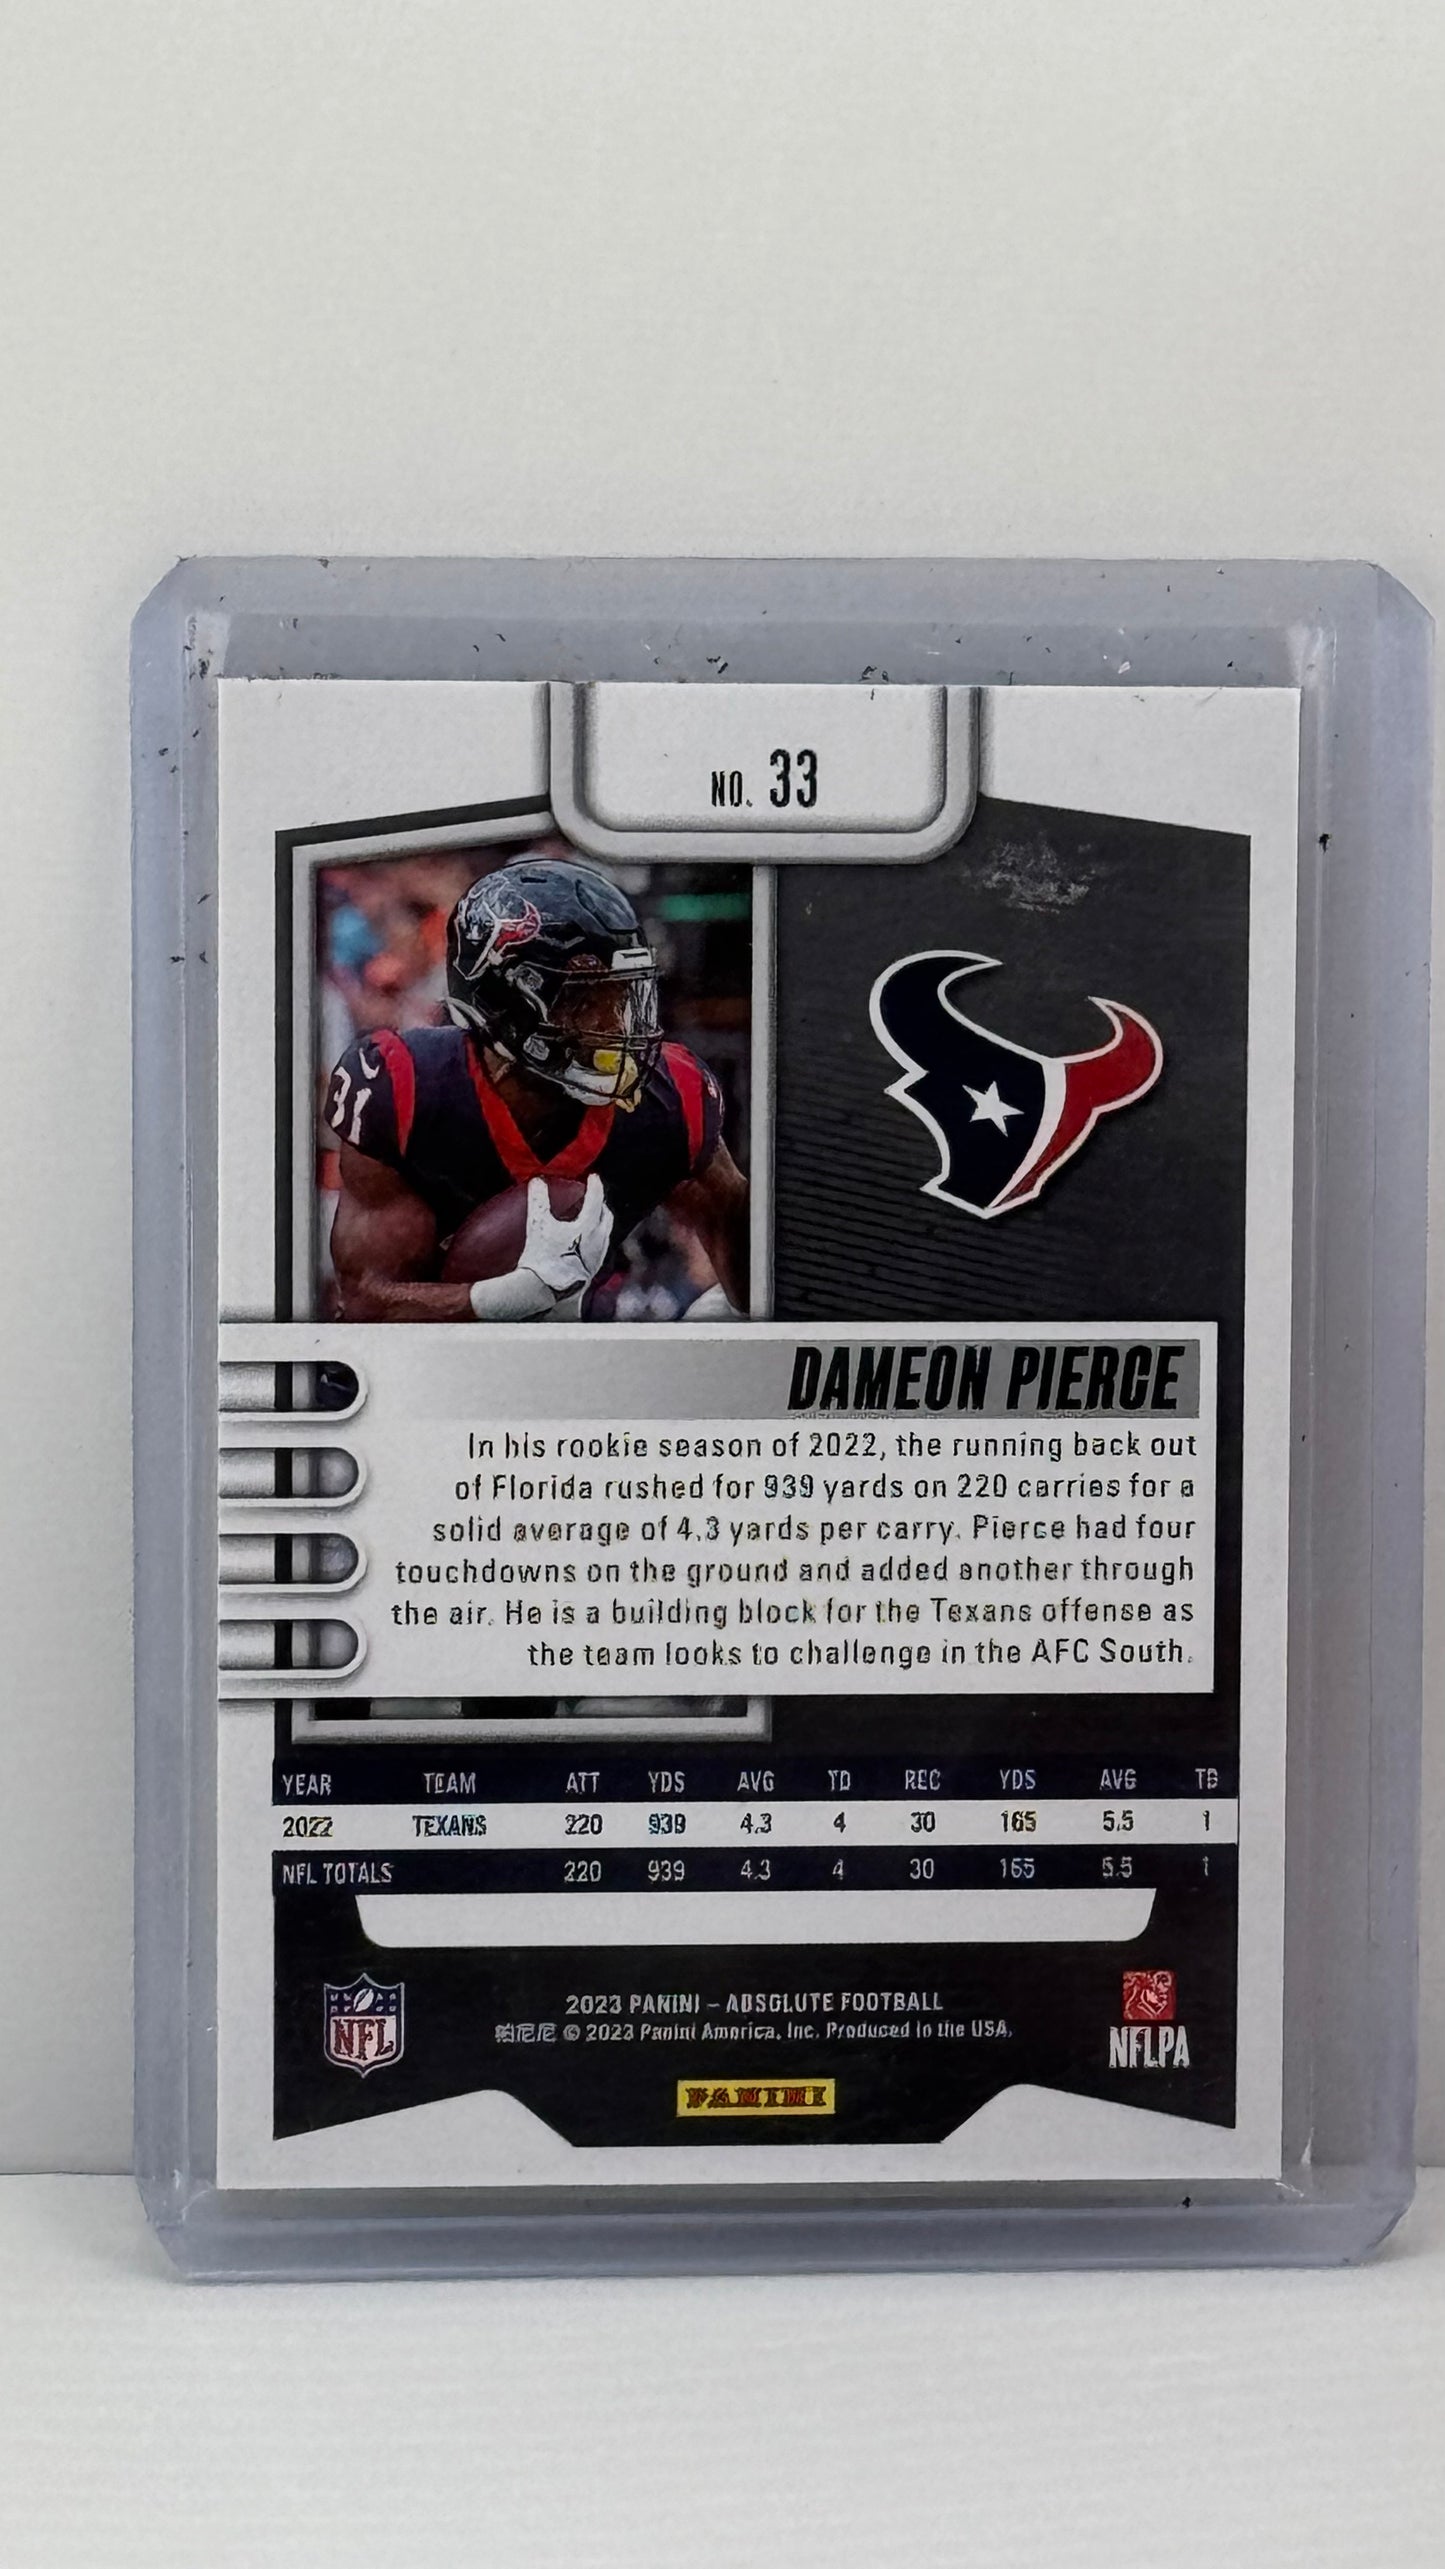 NO. 33
31
DAMEON PIERCE
In his rookie season of 2022, the running back out
of Florida rushed for 939 yards on 220 carries for a
solid average of 4.3 yards per carry. Pierce had four
touchdowns on the ground and added another through
the air. He is a building block for the Texans offense as
the team looks to challenge in the AFC South.
YEAR TEAM ATT YDS AVG TD REC YDS AVG TD
2022 TEXANS 220 939 4.3 4 30 165 5.5 1
NFL TOTALS 220 939 4.3 4 30 165 5.5 1
2023 PANINI – ABSOLUTE FOOTBALL
© 2023 Panini America, Inc. Produced in the USA.
NFL
NFLPA
PANINI